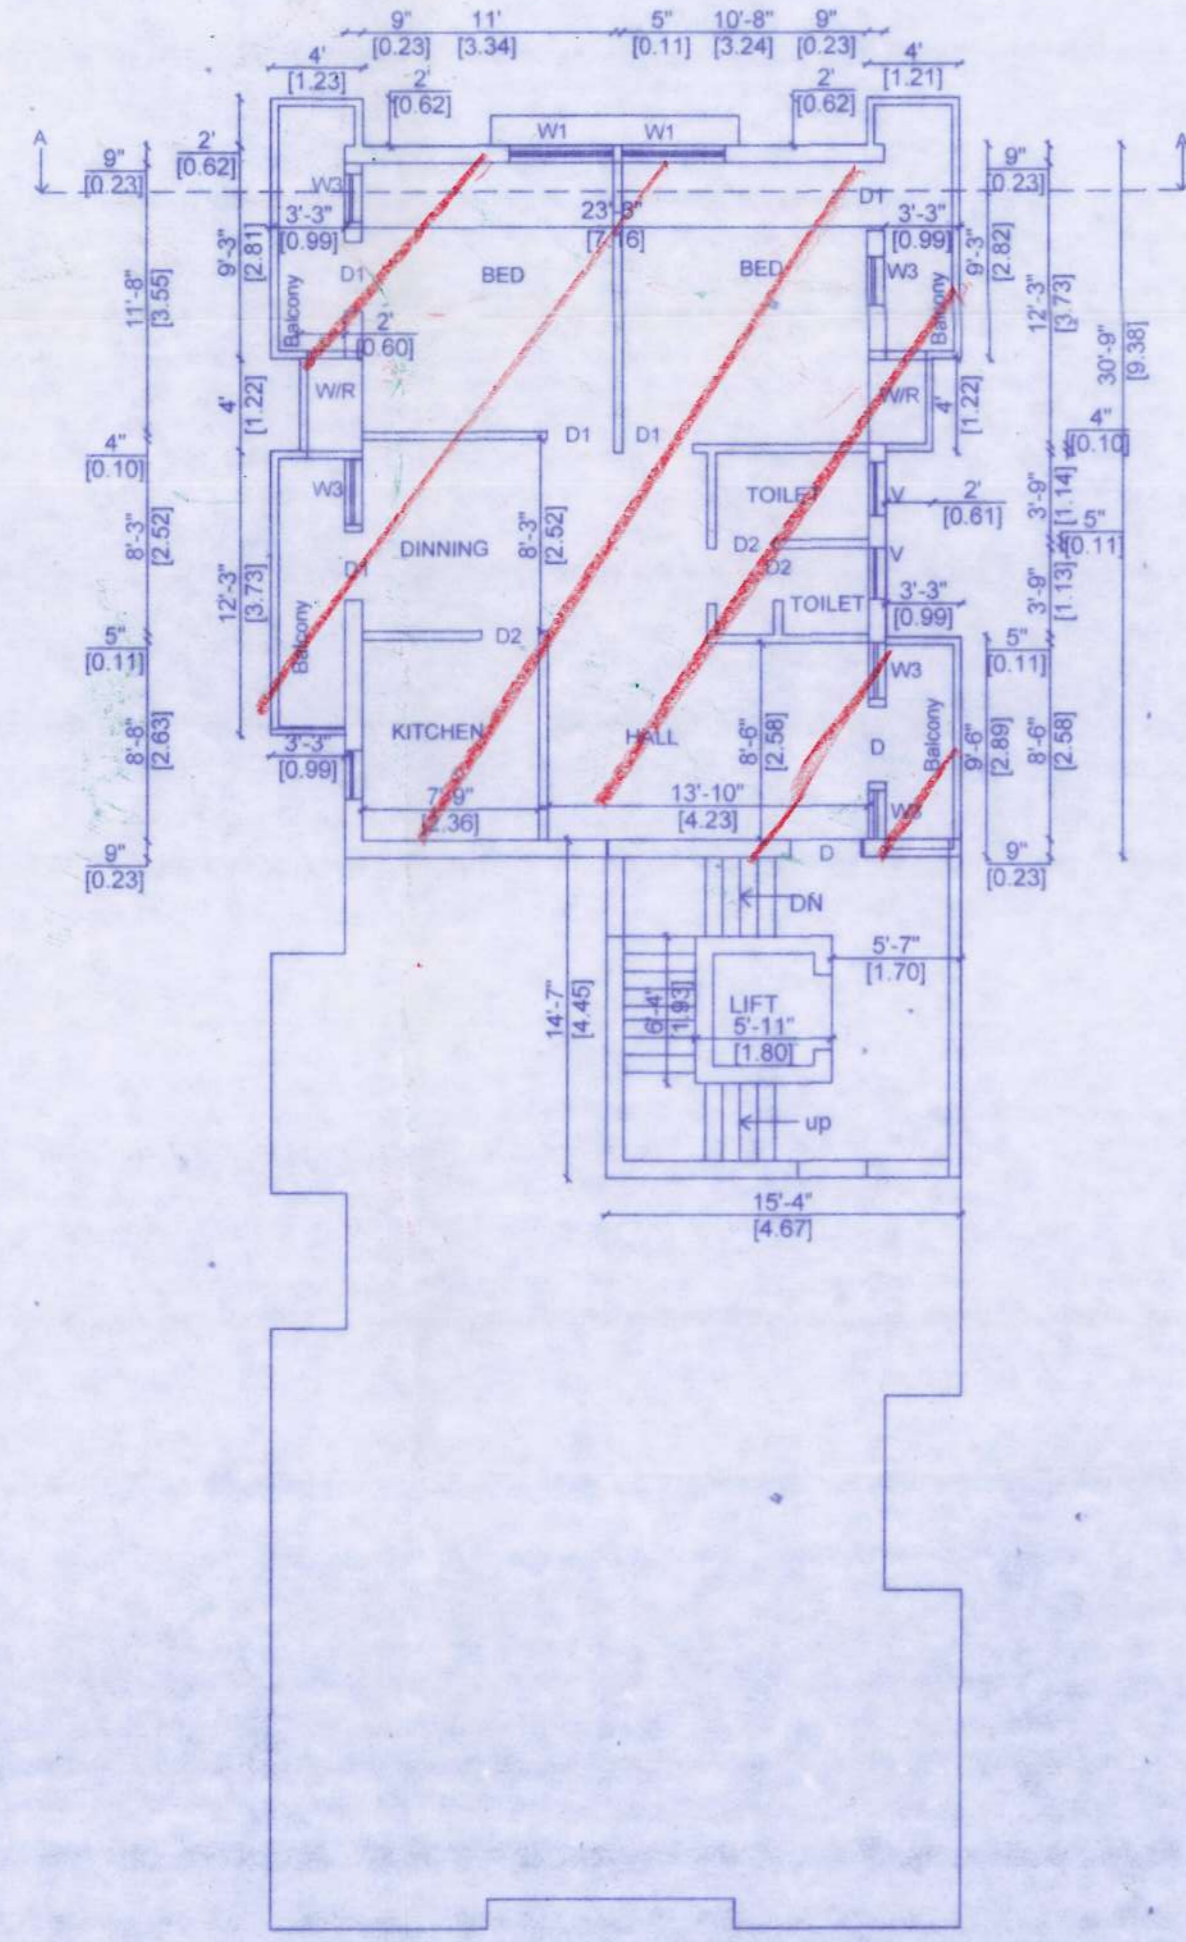 9" 11' 5" 10'-8" 9"
[0.23] [3.34] [0.11] [3.24] [0.23]
4' 4'
[1.23] [1.21]
2' 2'
[0.62] [0.62]
A A
W1 W1
2'
[0.62]
9" 9"
[0.23] [0.23]
W3 D1
3'-3" 23'-3" 3'-3"
[0.99] [0.99]
9'-3"
[2.81]
11'-8"
[3.55]
Balcony
D1 BED BED W3
Balcony
9'-3"
[2.82]
12'-3"
[3.73]
30'-9"
[9.38]
2'
[0.60]
W/R W/R
4'
[1.22]
4'
[1.22]
4" 4"
[0.10] [0.10]
D1 D1
W3 TOILET V
2'
[0.61]
3'-9"
[1.14]
5"
[0.11]
8'-3"
[2.52]
DINNING
8'-3"
[2.52]
D2 V
D1 D2
3'-3"
[0.99]
3'-9"
[1.13]
12'-3"
[3.73]
TOILET
5" 5"
[0.11] [0.11]
Balcony D2 W3
8'-8"
[2.63]
KITCHEN HALL
8'-6"
[2.58]
D Balcony
9'-6"
[2.89]
8'-6"
[2.58]
3'-3"
[0.99]
7'-9" 13'-10" W3
[2.36] [4.23]
9" D 9"
[0.23] [0.23]
DN
5'-7"
[1.70]
14'-7"
[4.45]
6'-4"
[1.93]
LIFT
5'-11"
[1.80]
up
15'-4"
[4.67]